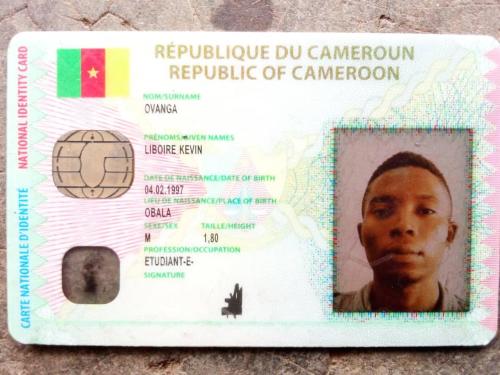 RÉPUBLIQUE DU CAMEROUN
REPUBLIC OF CAMEROON
NATIONAL IDENTITY CARD
CARTE NATIONALE D'IDENTITÉ
NOM/SURNAME
OVANGA
PRÉNOMS/GIVEN NAMES
LIBOIRE KEVIN
DATE DE NAISSANCE/DATE OF BIRTH
04.02.1997
LIEU DE NAISSANCE/PLACE OF BIRTH
OBALA
SEXE/SEX TAILLE/HEIGHT
M 1,80
PROFESSION/OCCUPATION
ETUDIANT-E-
SIGNATURE